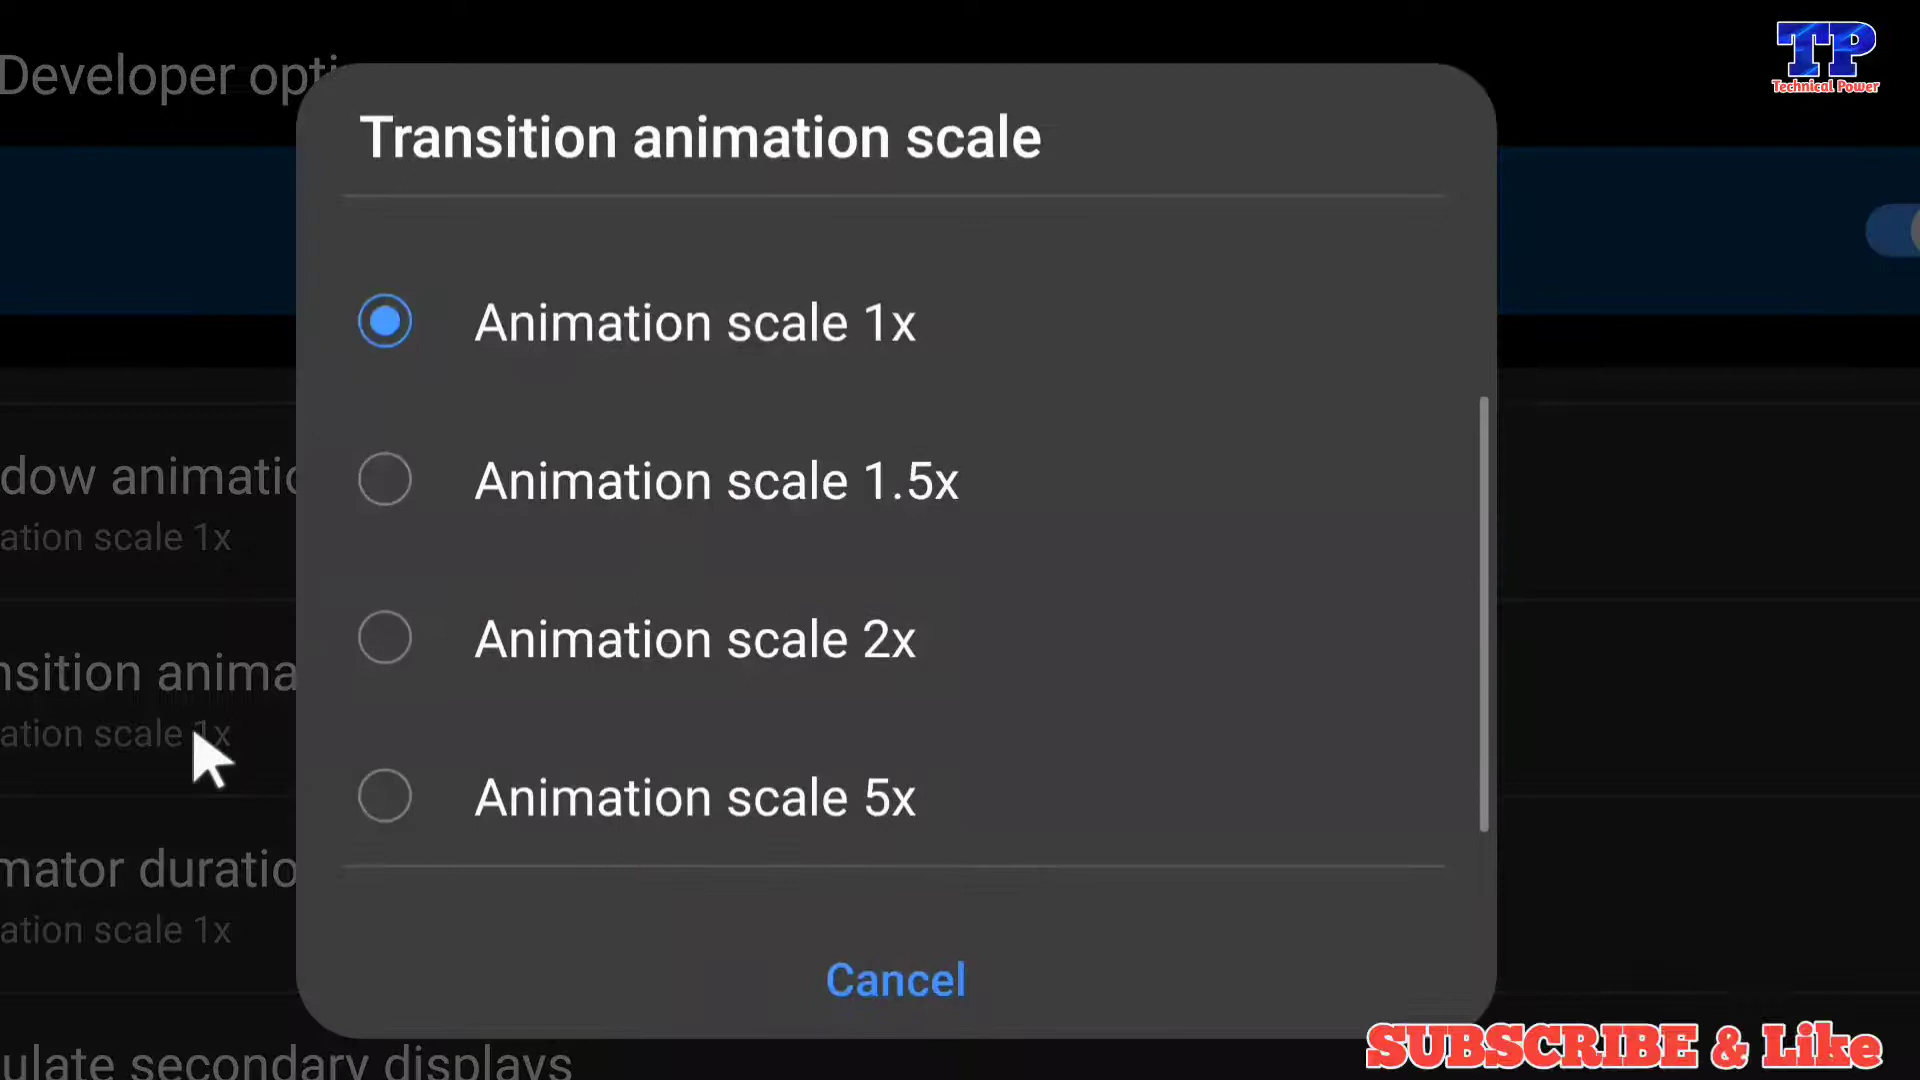 Developer opti
TP
Technical Power
Transition animation scale
Animation scale 1x
Animation scale 1.5x
dow animatic
ation scale 1x
Animation scale 2x
nsition anima
ation scale 1x
Animation scale 5x
mator duratio
ation scale 1x
Cancel
ulate secondary displays
SUBSCRIBE & Like